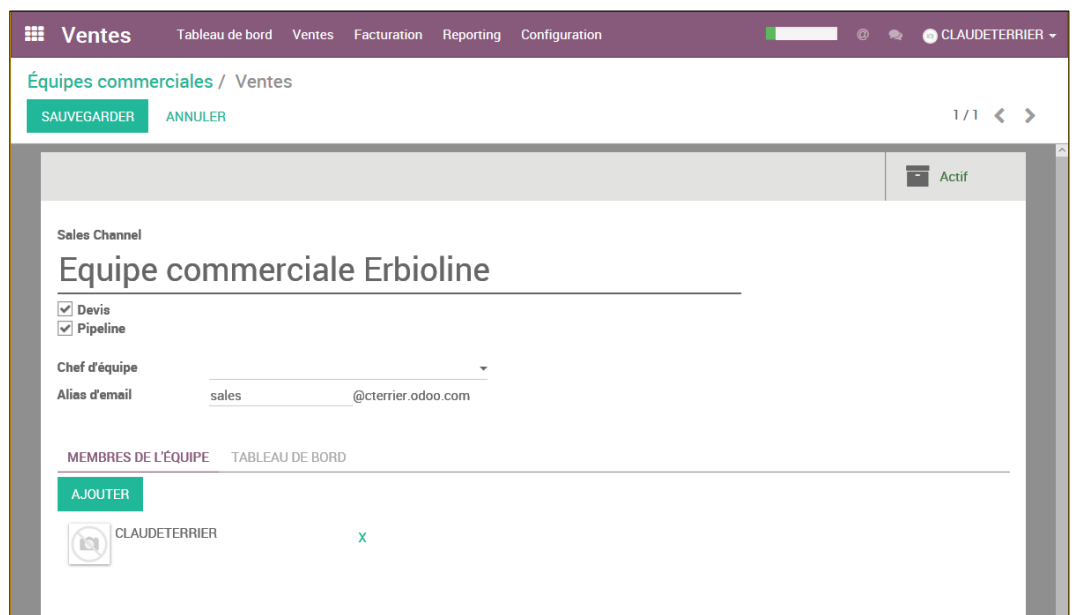 Ventes Tableau de bord Ventes Facturation Reporting Configuration @ CLAUDETERRIER
Équipes commerciales / Ventes
SAUVEGARDER ANNULER 1 / 1
Actif
Sales Channel
Equipe commerciale Erbioline
Devis
Pipeline
Chef d'équipe
Alias d'email sales @cterrier.odoo.com
MEMBRES DE L'ÉQUIPE TABLEAU DE BORD
AJOUTER
CLAUDETERRIER X